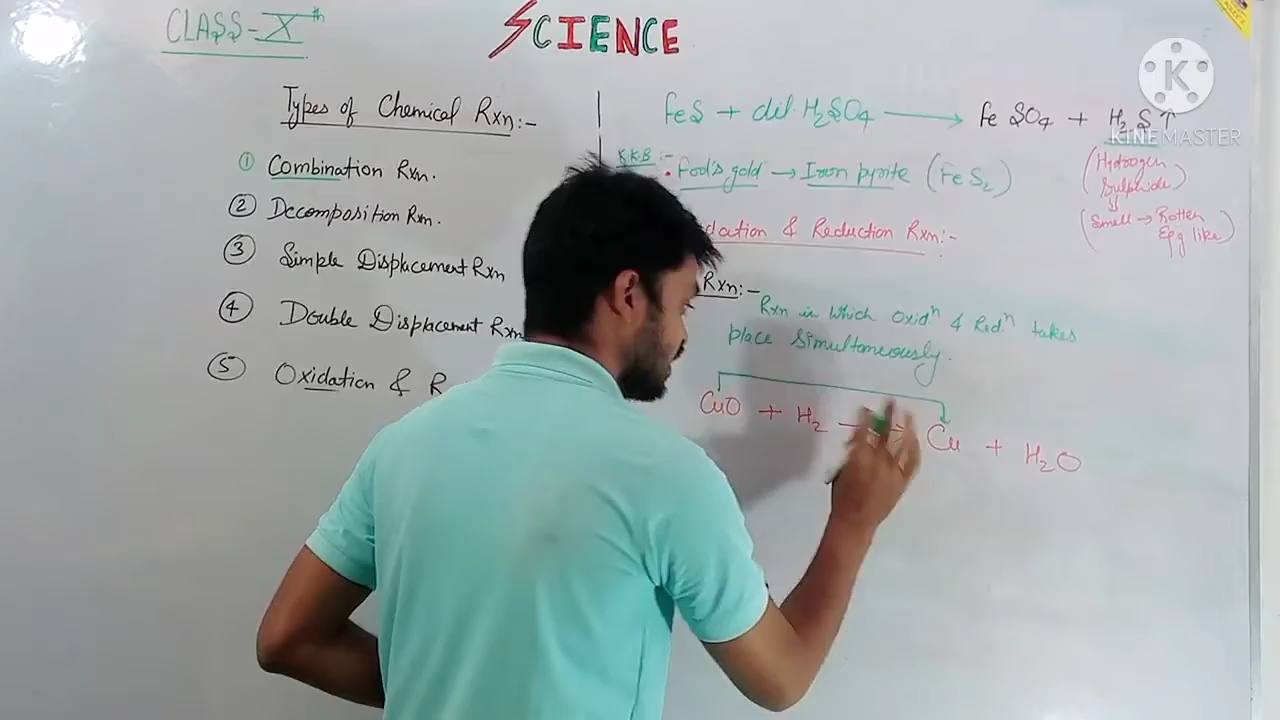 CLASS - Xth
SCIENCE
Types of Chemical Rxn:-
① Combination Rxn.
② Decomposition Rxn.
③ Simple Displacement Rxn
④ Double Displacement Rxn
⑤ Oxidation & R
FeS + dil. H₂SO₄ → FeSO₄ + H₂S↑
K.K.B :-
• Fool's gold → Iron pyrite (FeS₂)
(Hydrogen
Sulphide)
⇓
(Smell → Rotten
Egg like)
dation & Reduction Rxn:-
Rxn:-
Rxn in which Oxidⁿ & Redⁿ takes
place Simultaneously.
CuO + H₂ → Cu + H₂O
K
KINEMASTER